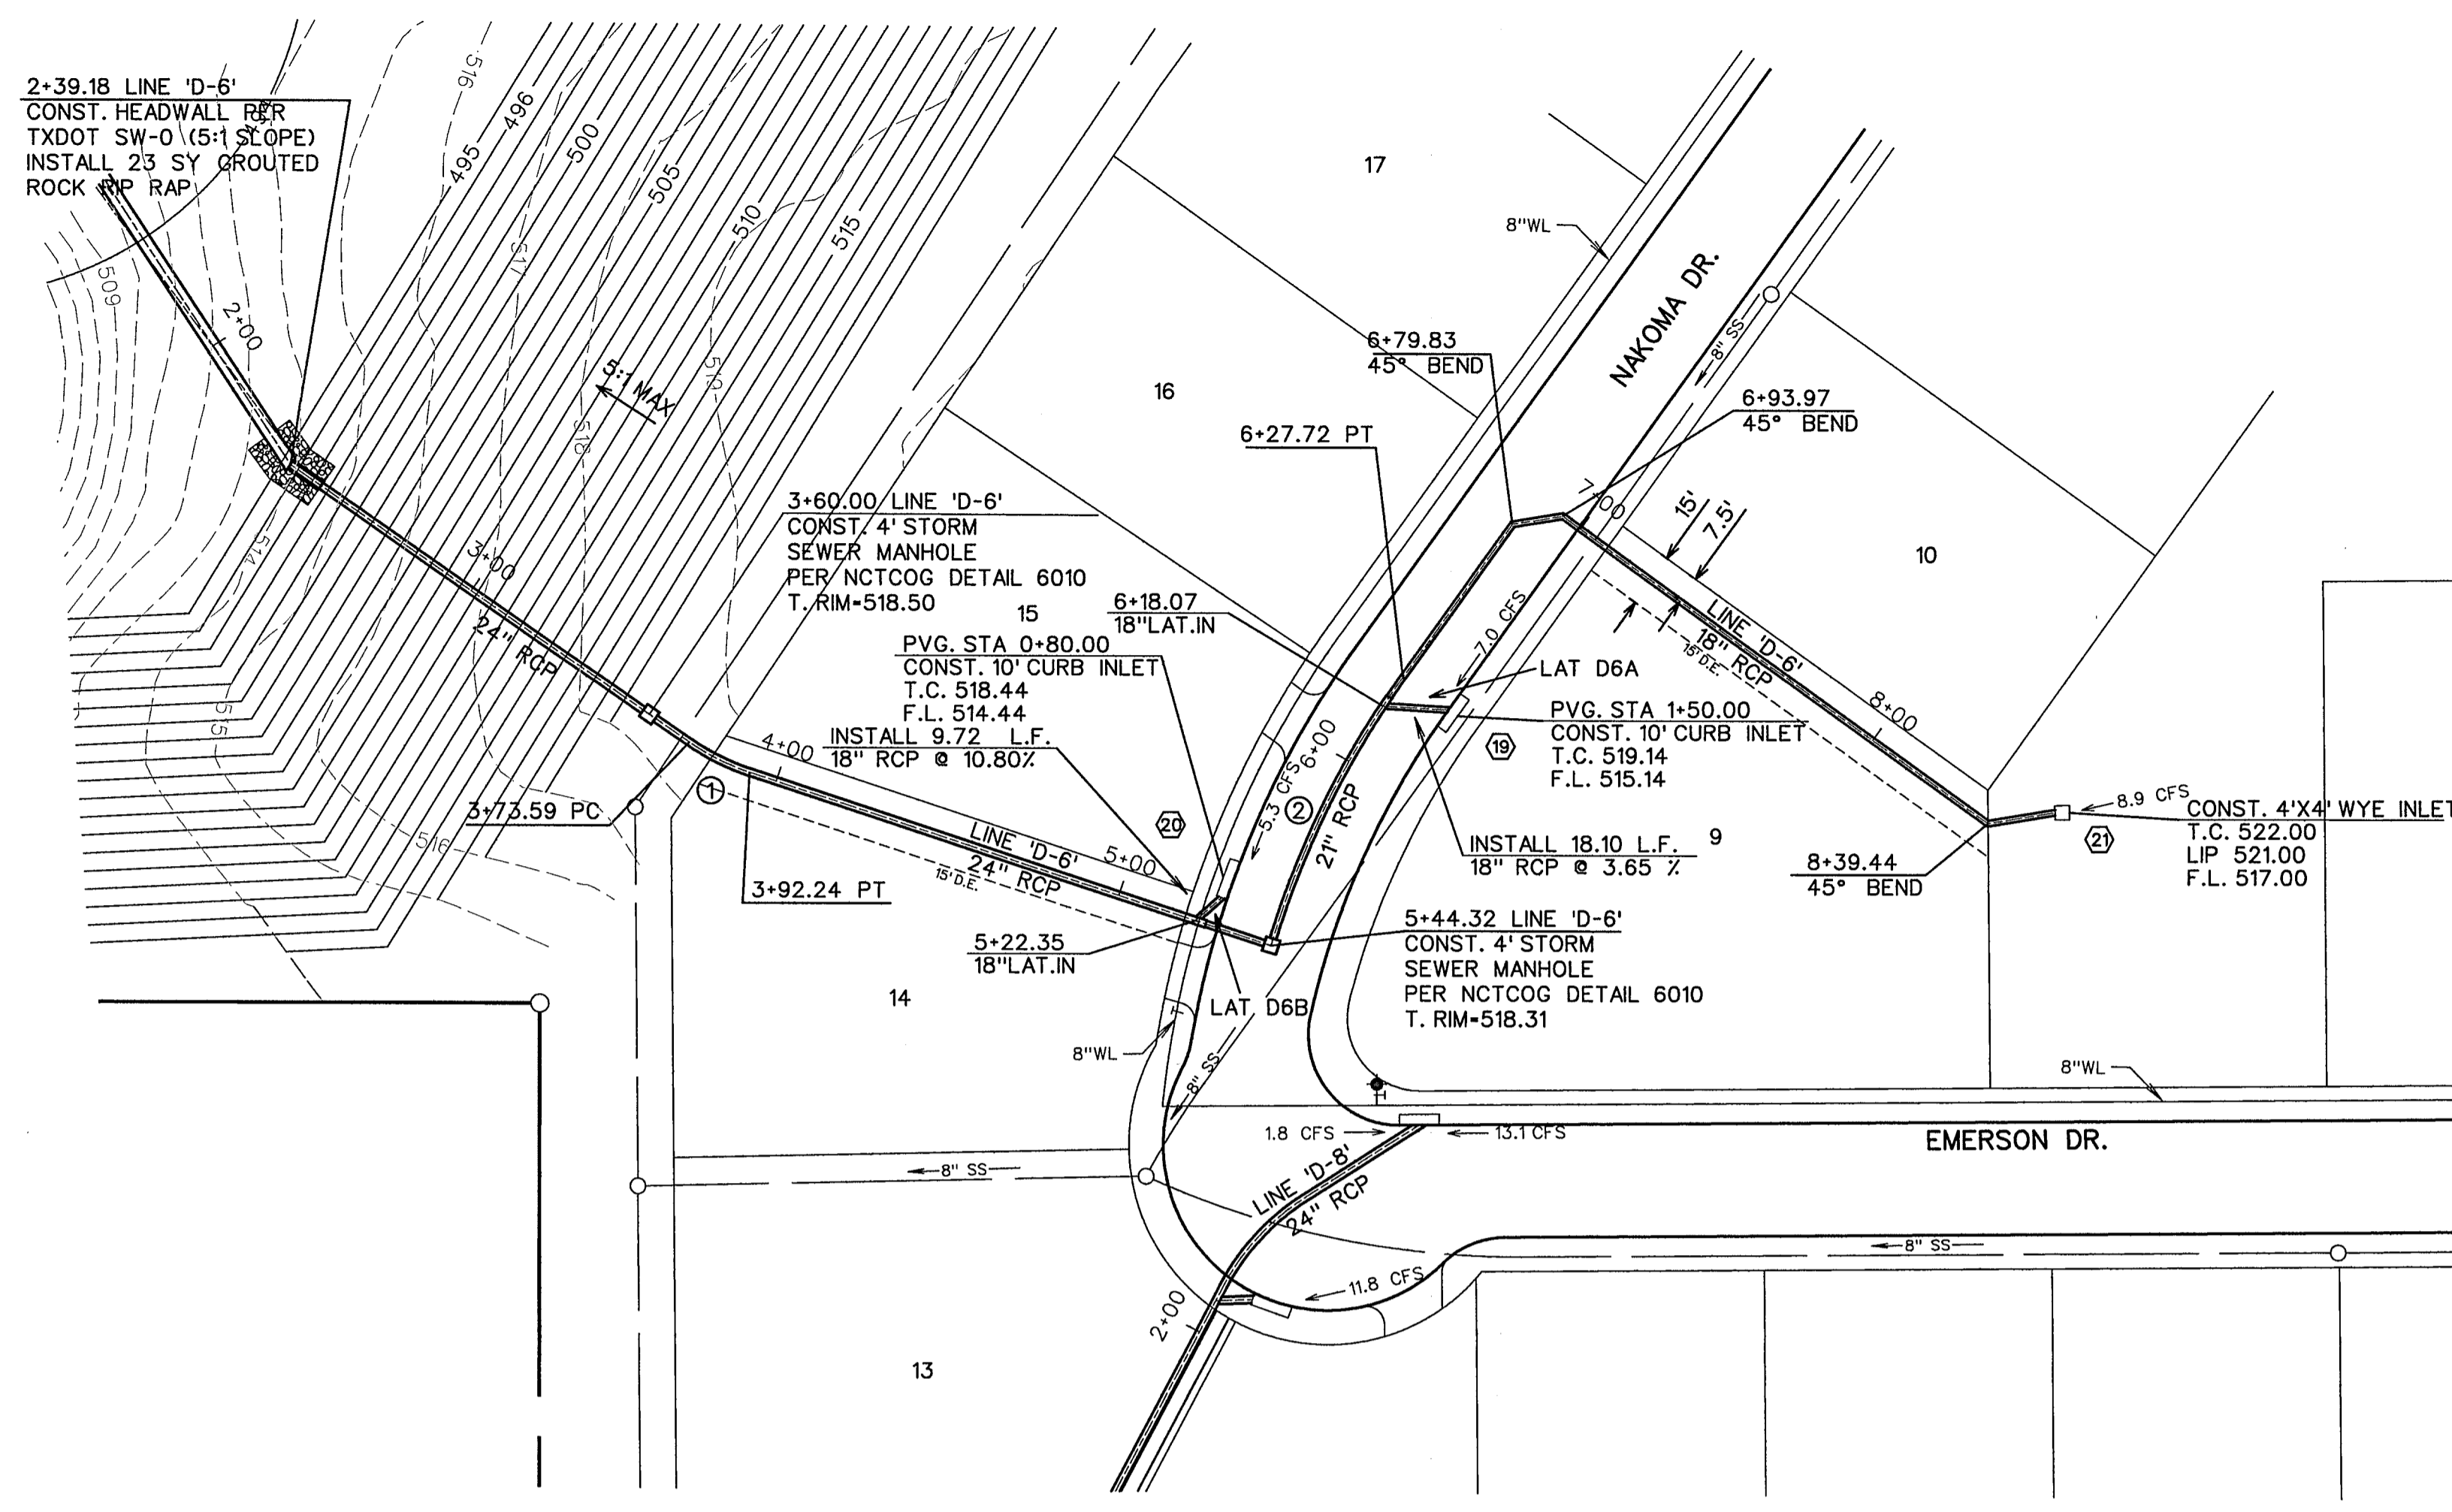 2+39.18 LINE 'D-6'
CONST. HEADWALL PER
TXDOT SW-0 (5:1 SLOPE)
INSTALL 23 SY GROUTED
ROCK RIP RAP
516
495
496
500
505
510
515
517
509
2+00
514
515
516
518
519
5:1 MAX
3+00
24" RCP
17
16
15
14
13
10
9
8"WL
NAKOMA DR.
8" SS
6+79.83
45° BEND
6+93.97
45° BEND
6+27.72 PT
7+00
15'
7.5'
3+60.00 LINE 'D-6'
CONST. 4' STORM
SEWER MANHOLE
PER NCTCOG DETAIL 6010
T. RIM=518.50
6+18.07
18"LAT.IN
PVG. STA 0+80.00
CONST. 10' CURB INLET
T.C. 518.44
F.L. 514.44
INSTALL 9.72 L.F.
18" RCP @ 10.80%
7.0 CFS
LAT D6A
LINE 'D-6'
18" RCP
15' D.E.
8+00
PVG. STA 1+50.00
CONST. 10' CURB INLET
T.C. 519.14
F.L. 515.14
19
4+00
1
3+73.59 PC
3+92.24 PT
LINE 'D-6'
24" RCP
15' D.E.
5+00
20
5.3 CFS
6+00
2
21" RCP
INSTALL 18.10 L.F.
18" RCP @ 3.65 %
8.9 CFS
21
CONST. 4'X4' WYE INLET
T.C. 522.00
LIP 521.00
F.L. 517.00
8+39.44
45° BEND
5+22.35
18"LAT.IN
5+44.32 LINE 'D-6'
CONST. 4' STORM
SEWER MANHOLE
PER NCTCOG DETAIL 6010
T. RIM=518.31
LAT D6B
8"WL
8" SS
8"WL
1.8 CFS
13.1 CFS
EMERSON DR.
8" SS
LINE 'D-8'
24" RCP
8" SS
11.8 CFS
2+00